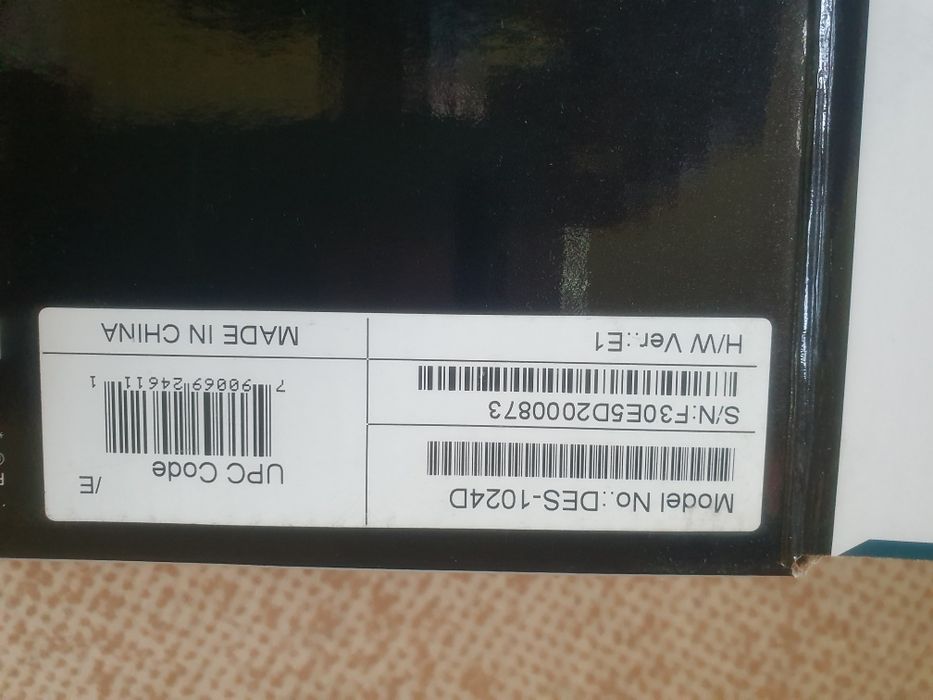 Model No.:DES-1024D
S/N:F30E5D2000873
H/W Ver.:E1
UPC Code
/E
7 90069 24611 1
MADE IN CHINA